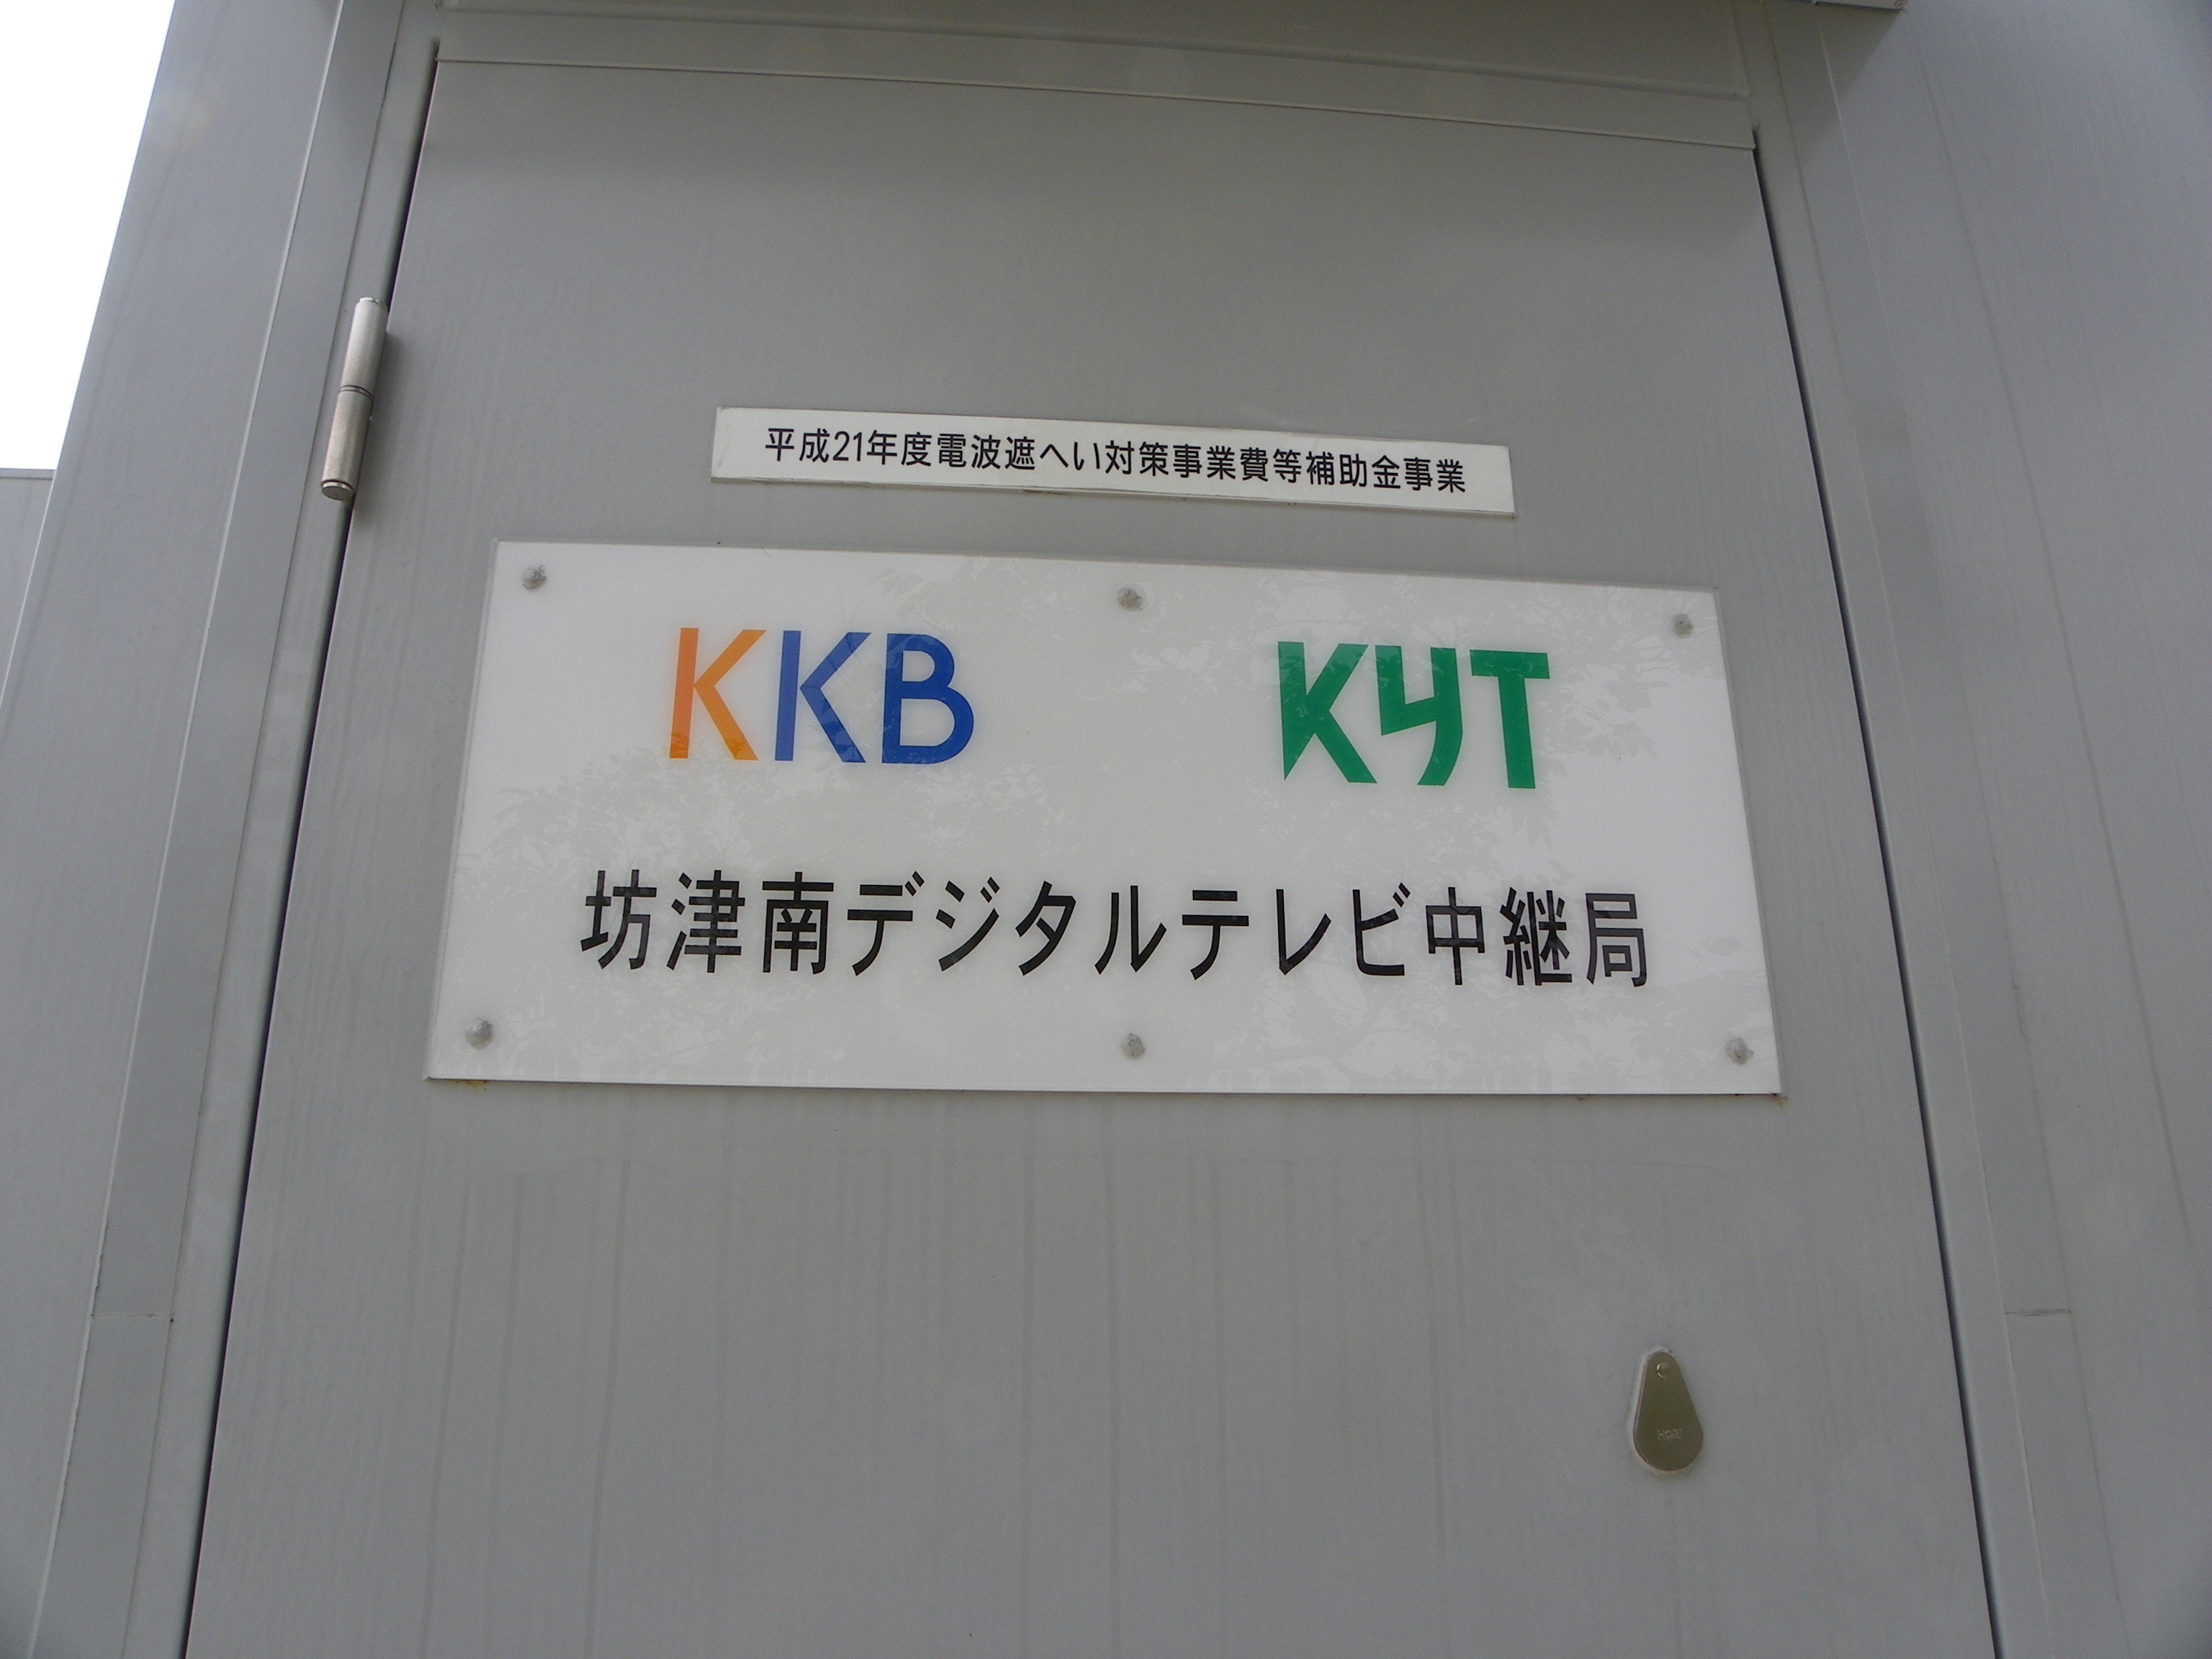 平成21年度電波遮へい対策事業費等補助金事業
KKB KYT
坊津南デジタルテレビ中継局